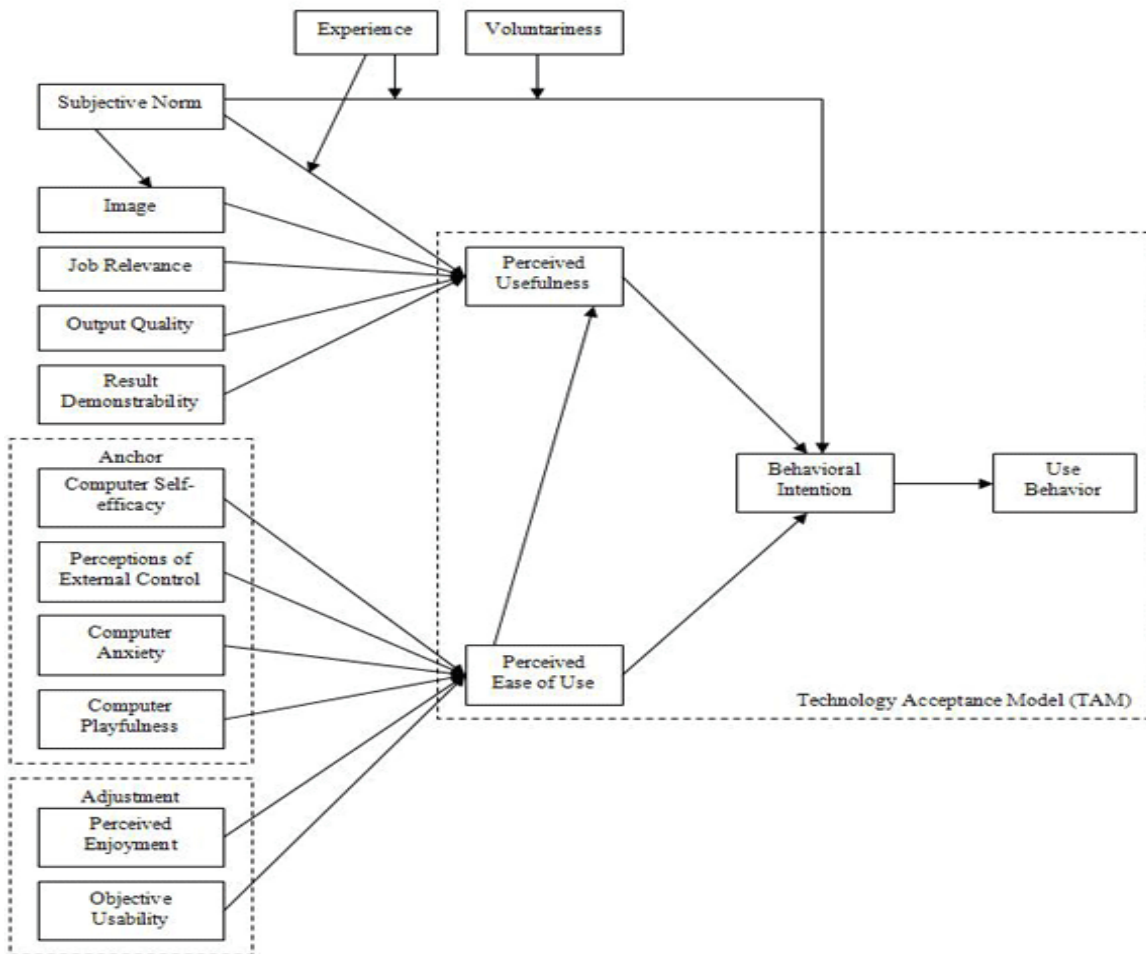 Experience
Voluntariness
Subjective Norm
Image
Job Relevance
Output Quality
Result
Demonstrability
Perceived
Usefulness
Anchor
Computer Self-
efficacy
Perceptions of
External Control
Computer
Anxiety
Computer
Playfulness
Behavioral
Intention
Use
Behavior
Perceived
Ease of Use
Technology Acceptance Model (TAM)
Adjustment
Perceived
Enjoyment
Objective
Usability